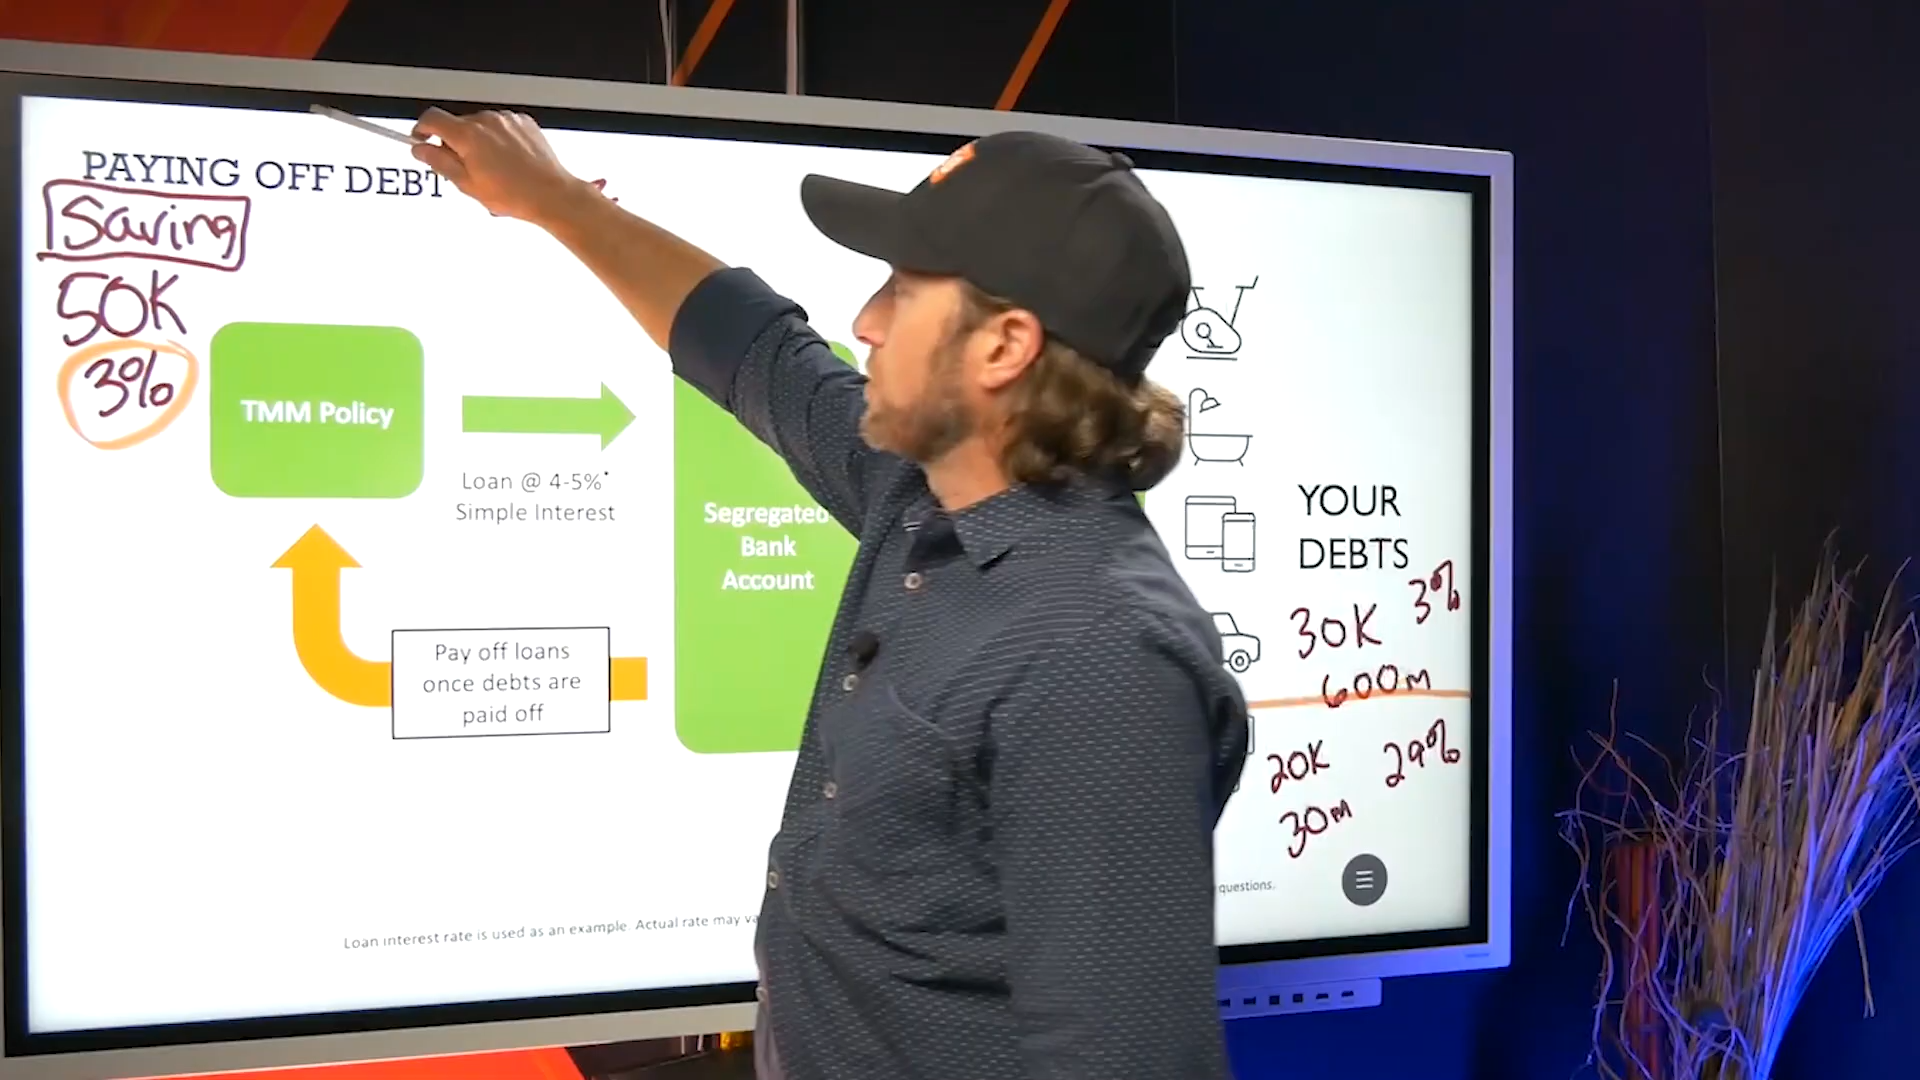 PAYING OFF DEBT
Saving
50K
3%
TMM Policy
Loan @ 4-5%*
Simple Interest
Pay off loans
once debts are
paid off
Segregated
Bank
Account
YOUR
DEBTS
30K 3%
600m
20K 29%
30m
questions.
Loan interest rate is used as an example. Actual rate may